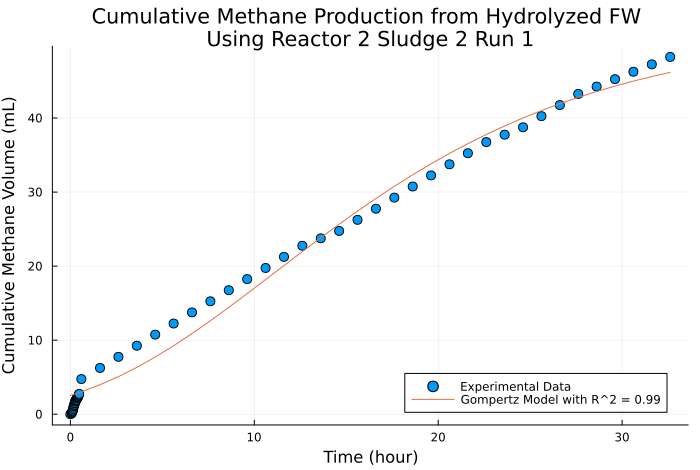 Cumulative Methane Production from Hydrolyzed FW
Using Reactor 2 Sludge 2 Run 1
Cumulative Methane Volume (mL)
40
30
20
10
0
Experimental Data
Gompertz Model with R^2 = 0.99
0
10
20
30
Time (hour)